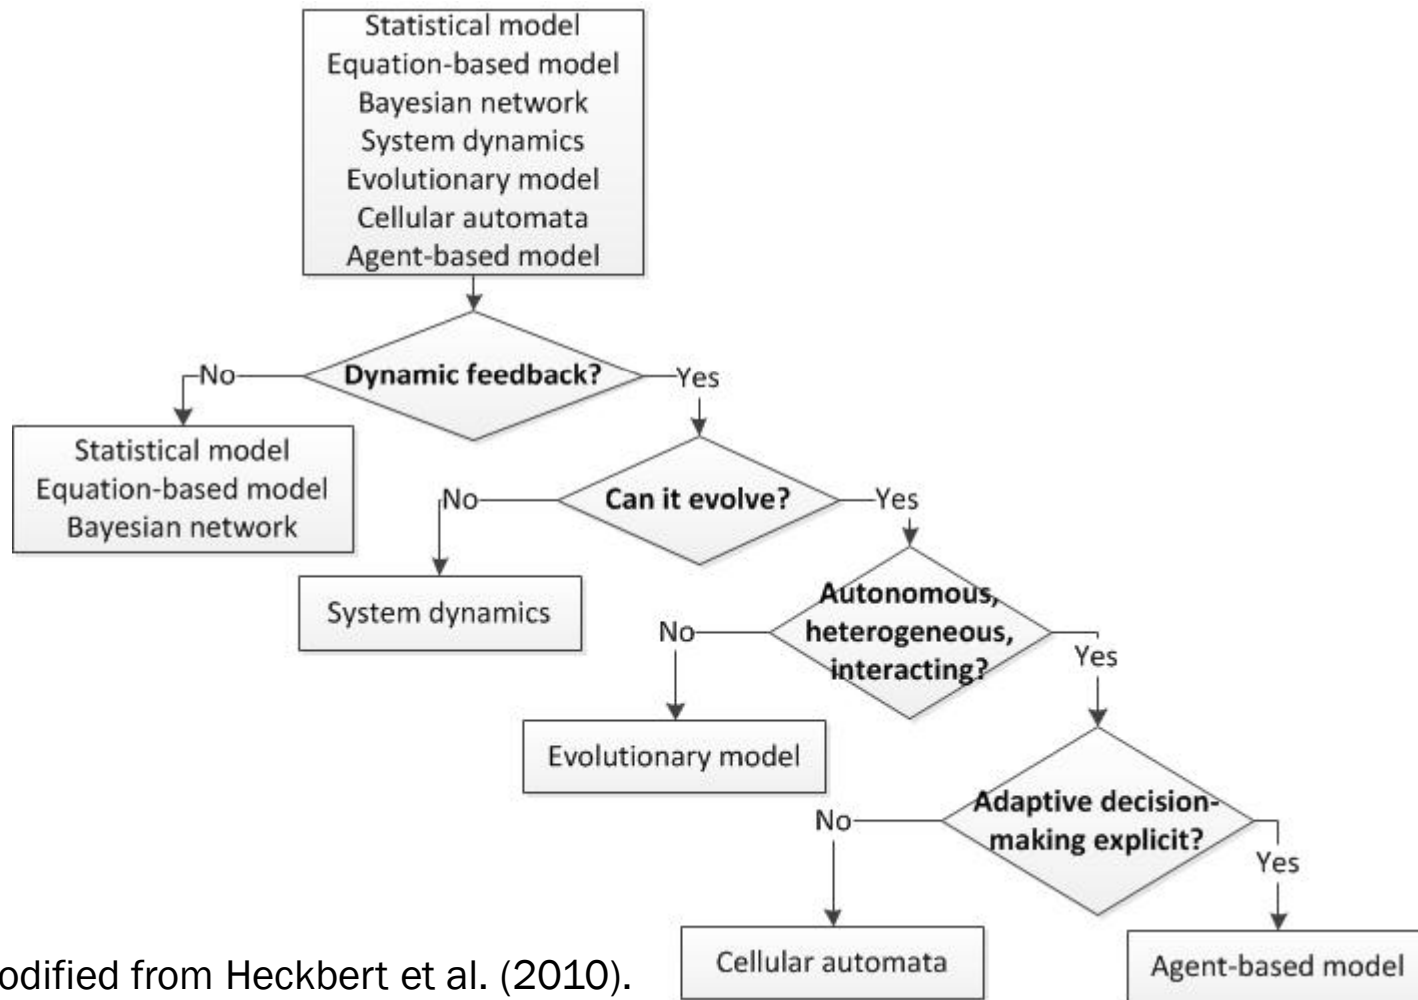 Statistical model
Equation-based model
Bayesian network
System dynamics
Evolutionary model
Cellular automata
Agent-based model
Dynamic feedback?
No
Yes
Statistical model
Equation-based model
Bayesian network
Can it evolve?
No
Yes
System dynamics
Autonomous,
heterogeneous,
interacting?
No
Yes
Evolutionary model
Adaptive decision-
making explicit?
No
Yes
Cellular automata
Agent-based model
odified from Heckbert et al. (2010).